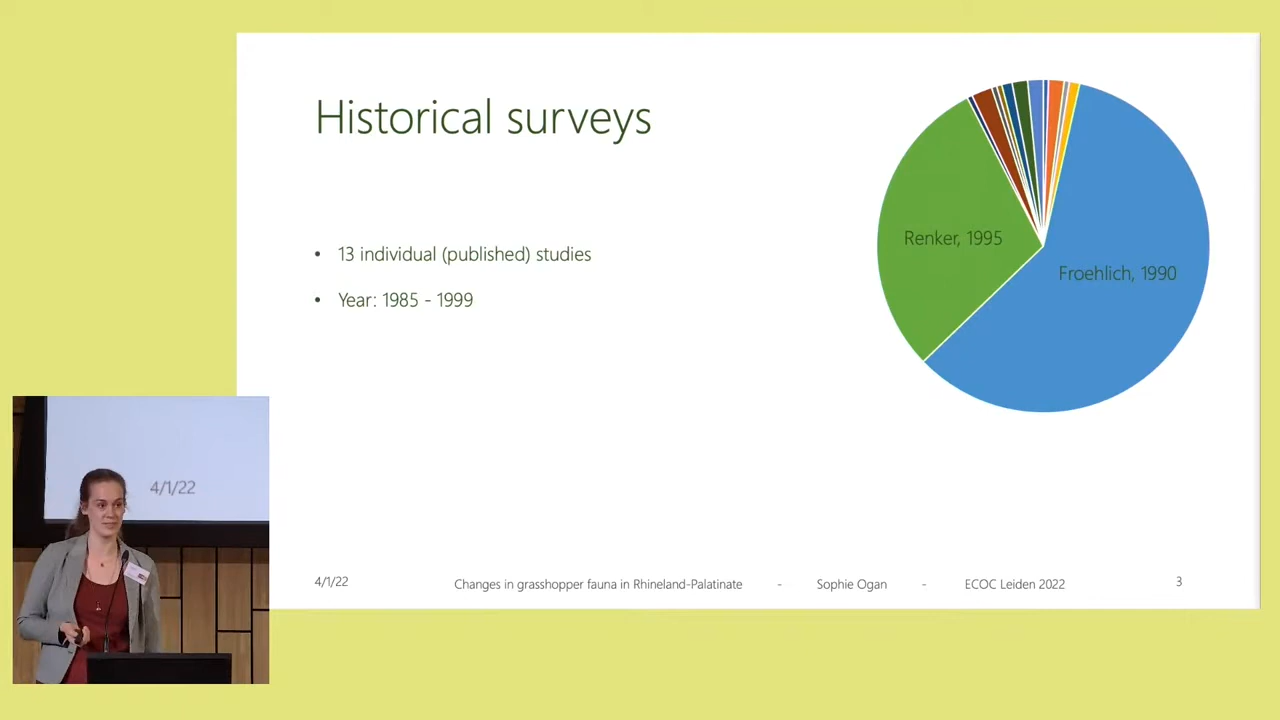 Historical surveys
• 13 individual (published) studies
• Year: 1985 - 1999
Renker, 1995
Froehlich, 1990
4/1/22
4/1/22 Changes in grasshopper fauna in Rhineland-Palatinate - Sophie Ogan - ECOC Leiden 2022 3